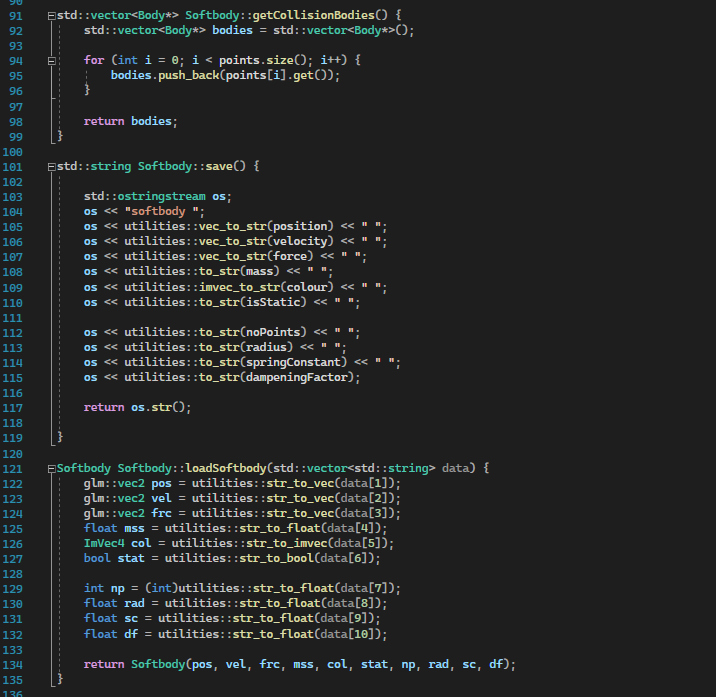 90
91 std::vector<Body*> Softbody::getCollisionBodies() {
92 std::vector<Body*> bodies = std::vector<Body*>();
93
94 for (int i = 0; i < points.size(); i++) {
95 bodies.push_back(points[i].get());
96 }
97
98 return bodies;
99 }
100
101 std::string Softbody::save() {
102
103 std::ostringstream os;
104 os << "softbody ";
105 os << utilities::vec_to_str(position) << " ";
106 os << utilities::vec_to_str(velocity) << " ";
107 os << utilities::vec_to_str(force) << " ";
108 os << utilities::to_str(mass) << " ";
109 os << utilities::imvec_to_str(colour) << " ";
110 os << utilities::to_str(isStatic) << " ";
111
112 os << utilities::to_str(noPoints) << " ";
113 os << utilities::to_str(radius) << " ";
114 os << utilities::to_str(springConstant) << " ";
115 os << utilities::to_str(dampeningFactor);
116
117 return os.str();
118
119 }
120
121 Softbody Softbody::loadSoftbody(std::vector<std::string> data) {
122 glm::vec2 pos = utilities::str_to_vec(data[1]);
123 glm::vec2 vel = utilities::str_to_vec(data[2]);
124 glm::vec2 frc = utilities::str_to_vec(data[3]);
125 float mss = utilities::str_to_float(data[4]);
126 ImVec4 col = utilities::str_to_imvec(data[5]);
127 bool stat = utilities::str_to_bool(data[6]);
128
129 int np = (int)utilities::str_to_float(data[7]);
130 float rad = utilities::str_to_float(data[8]);
131 float sc = utilities::str_to_float(data[9]);
132 float df = utilities::str_to_float(data[10]);
133
134 return Softbody(pos, vel, frc, mss, col, stat, np, rad, sc, df);
135 }
136